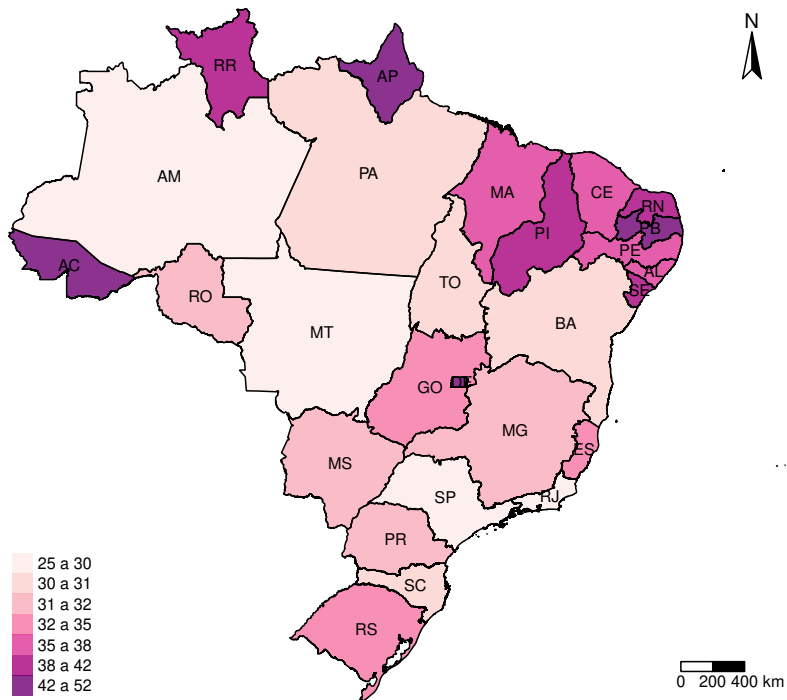 N
RR
AP
AM
PA
MA
CE
RN
PI
PB
PE
AC
AL
TO
SE
RO
BA
MT
GO
DF
MG
ES
MS
SP
RJ
PR
SC
RS
25 a 30
30 a 31
31 a 32
32 a 35
35 a 38
38 a 42
42 a 52
0 200 400 km